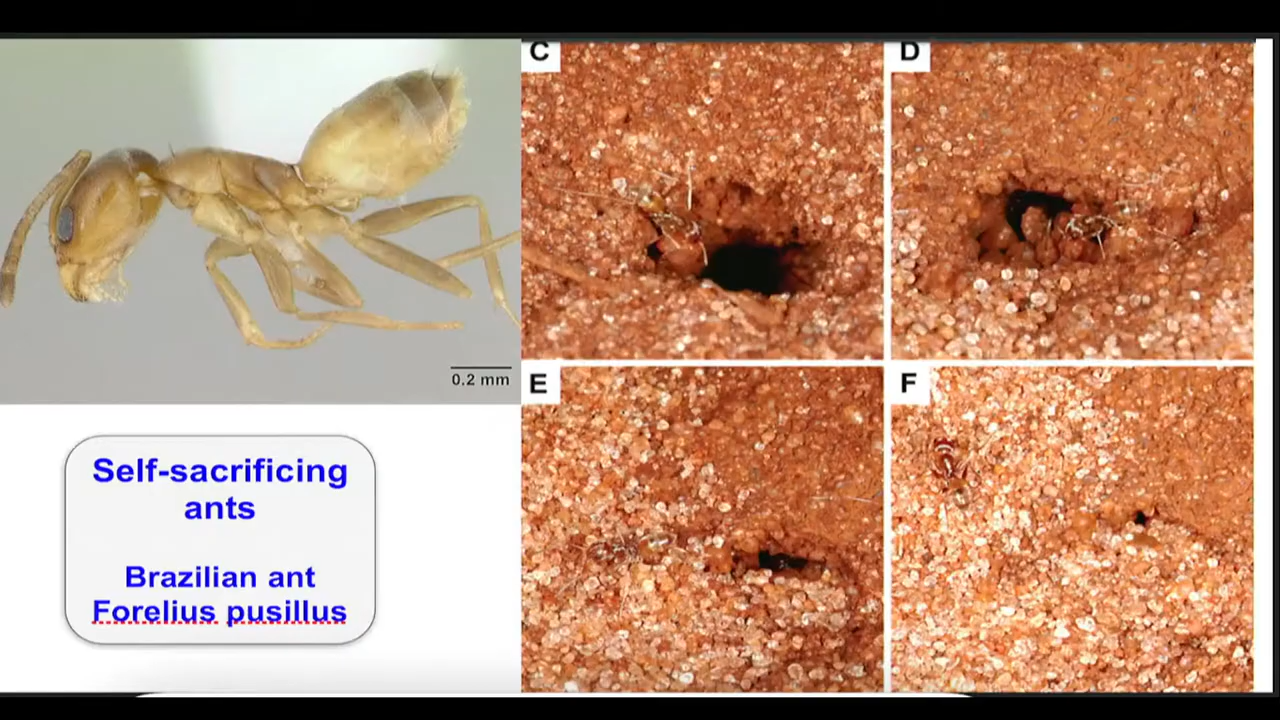 C
D
0.2 mm
E
F
Self-sacrificing
ants
Brazilian ant
Forelius pusillus